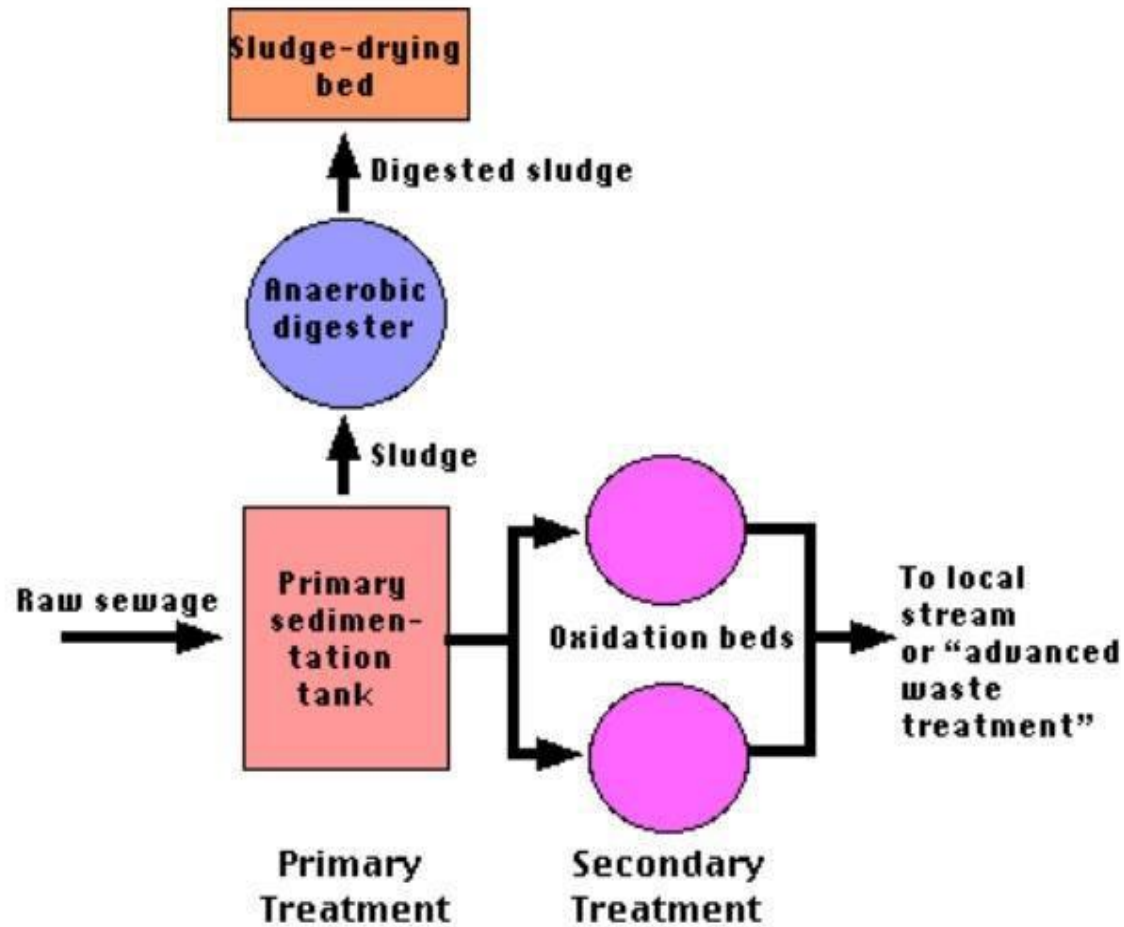 Sludge-drying
bed
Digested sludge
Anaerobic
digester
Sludge
Raw sewage
Primary
sedimen-
tation
tank
Oxidation beds
To local
stream
or “advanced
waste
treatment”
Primary
Treatment
Secondary
Treatment